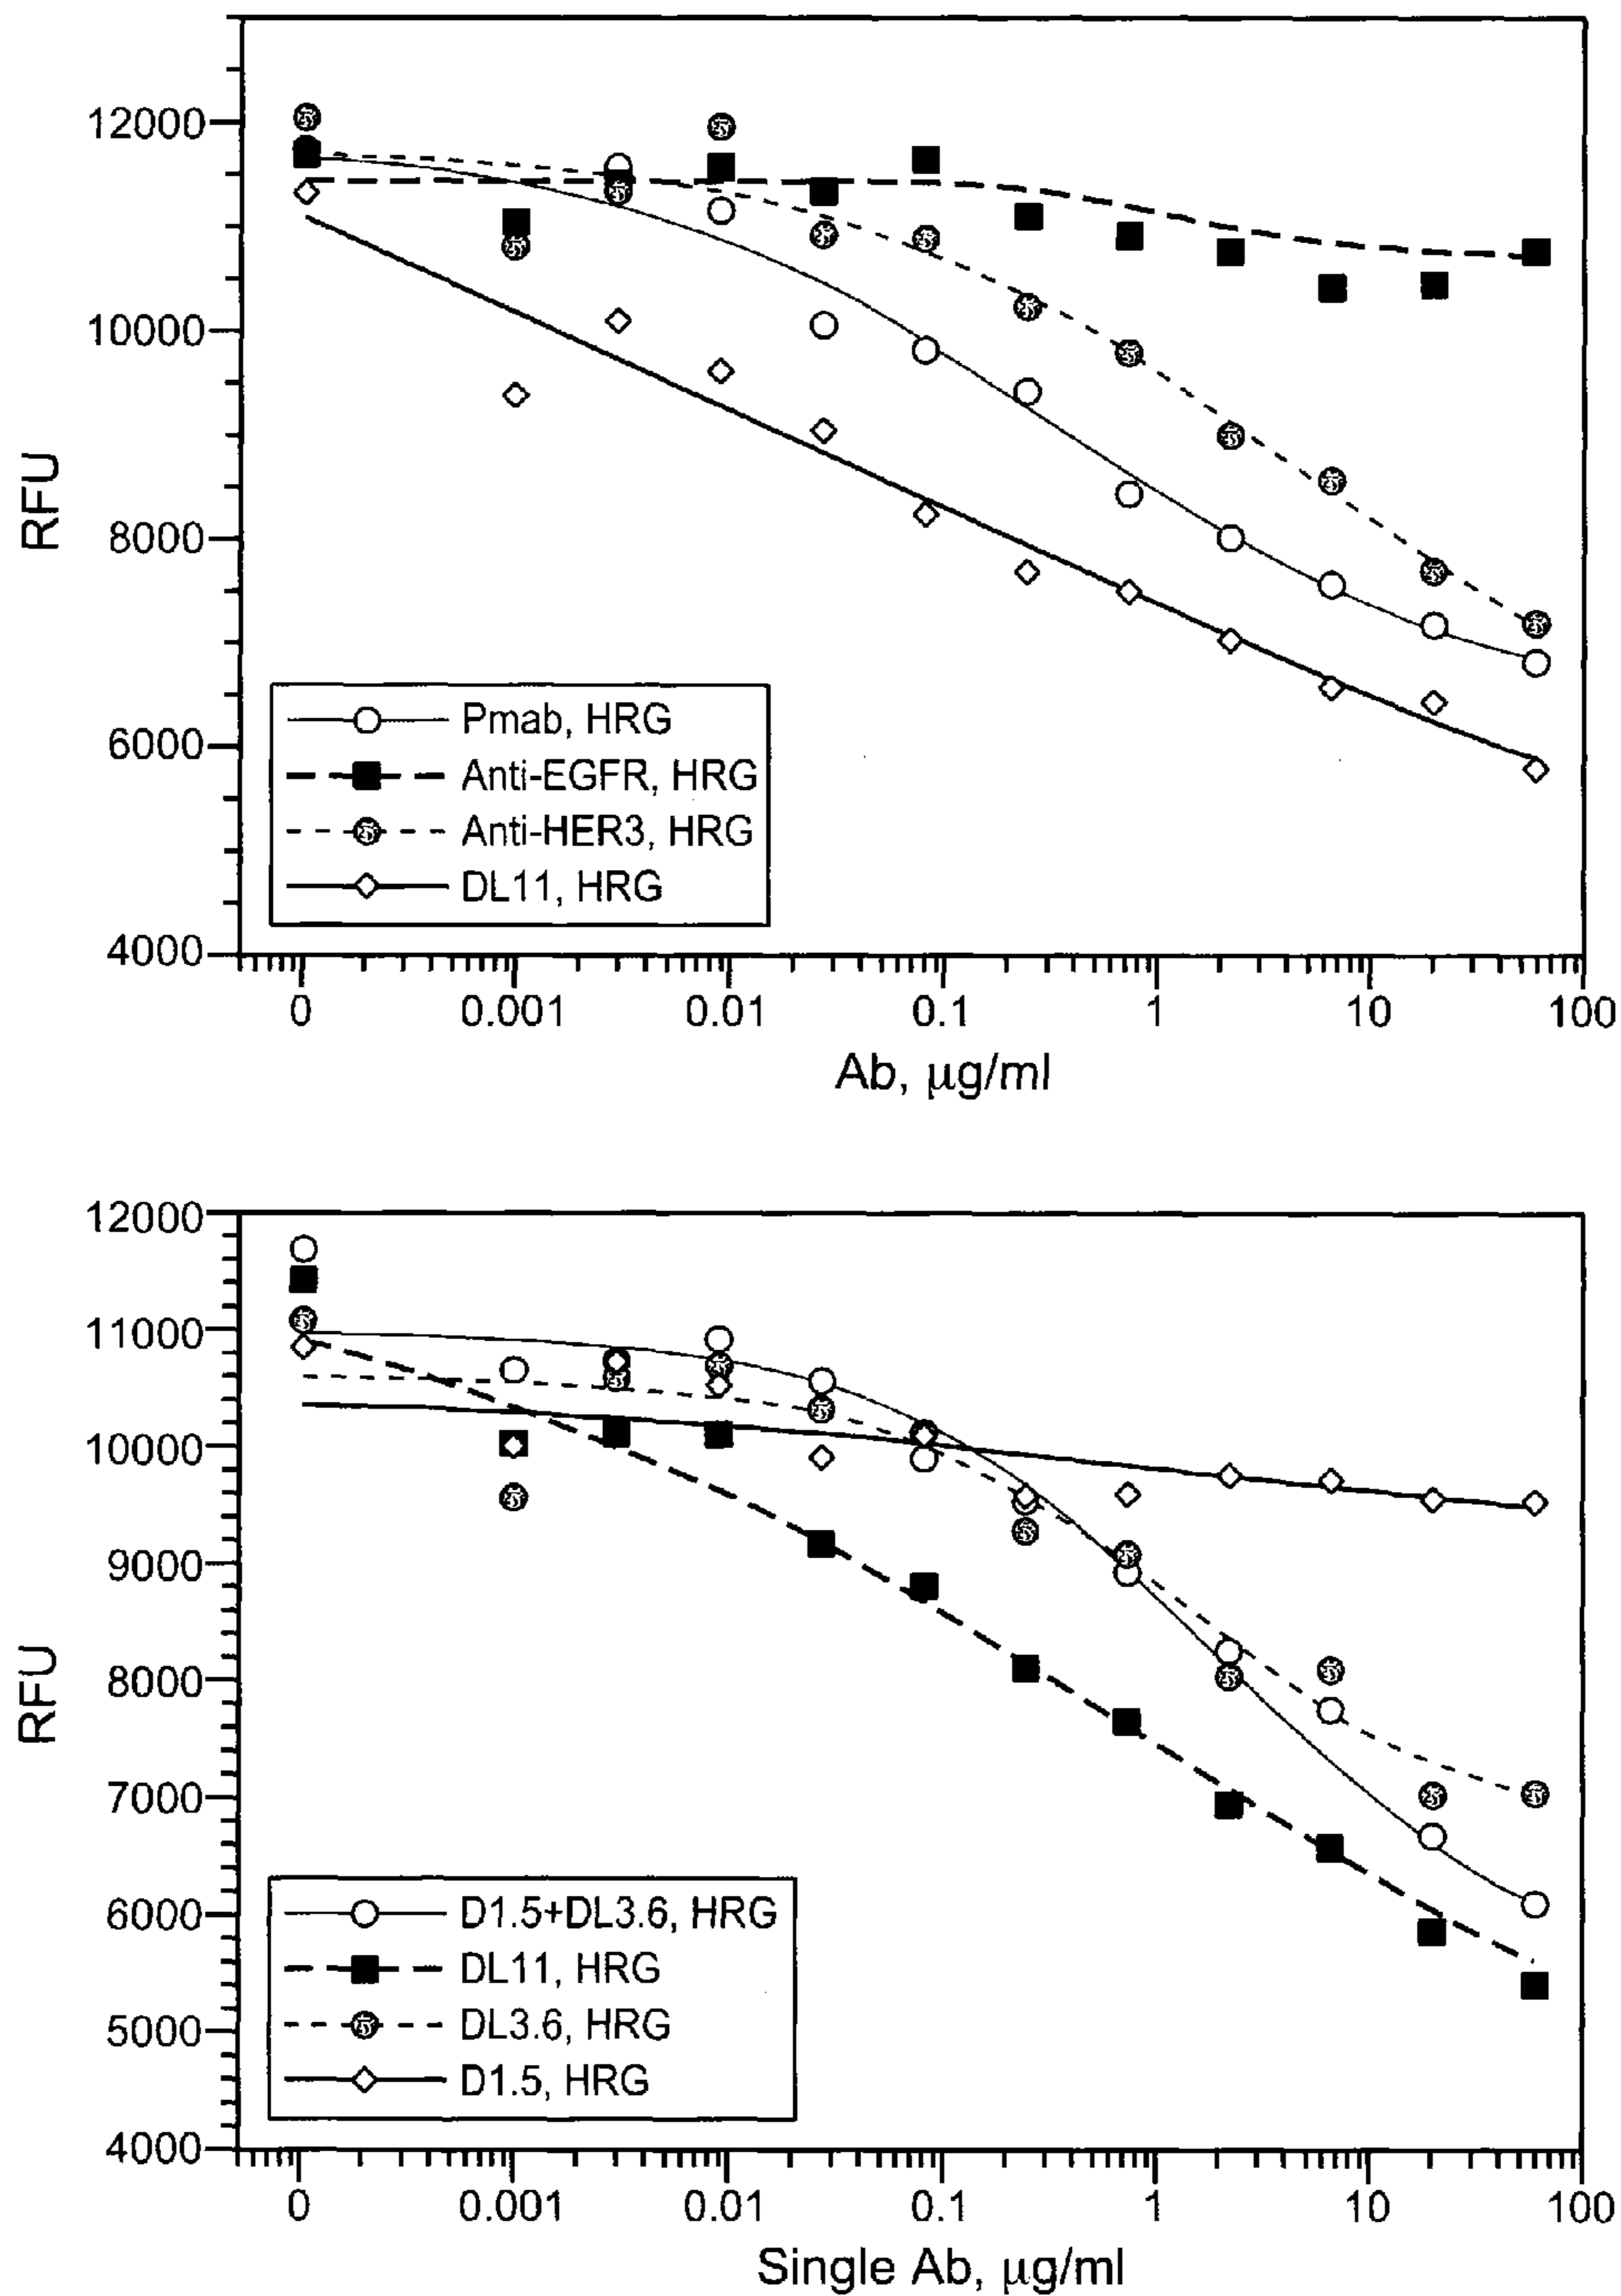 12000
10000
8000
6000
4000
RFU
Pmab, HRG
Anti-EGFR, HRG
Anti-HER3, HRG
DL11, HRG
0 0.001 0.01 0.1 1 10 100
Ab, μg/ml
12000
11000
10000
9000
8000
7000
6000
5000
4000
RFU
D1.5+DL3.6, HRG
DL11, HRG
DL3.6, HRG
D1.5, HRG
0 0.001 0.01 0.1 1 10 100
Single Ab, μg/ml